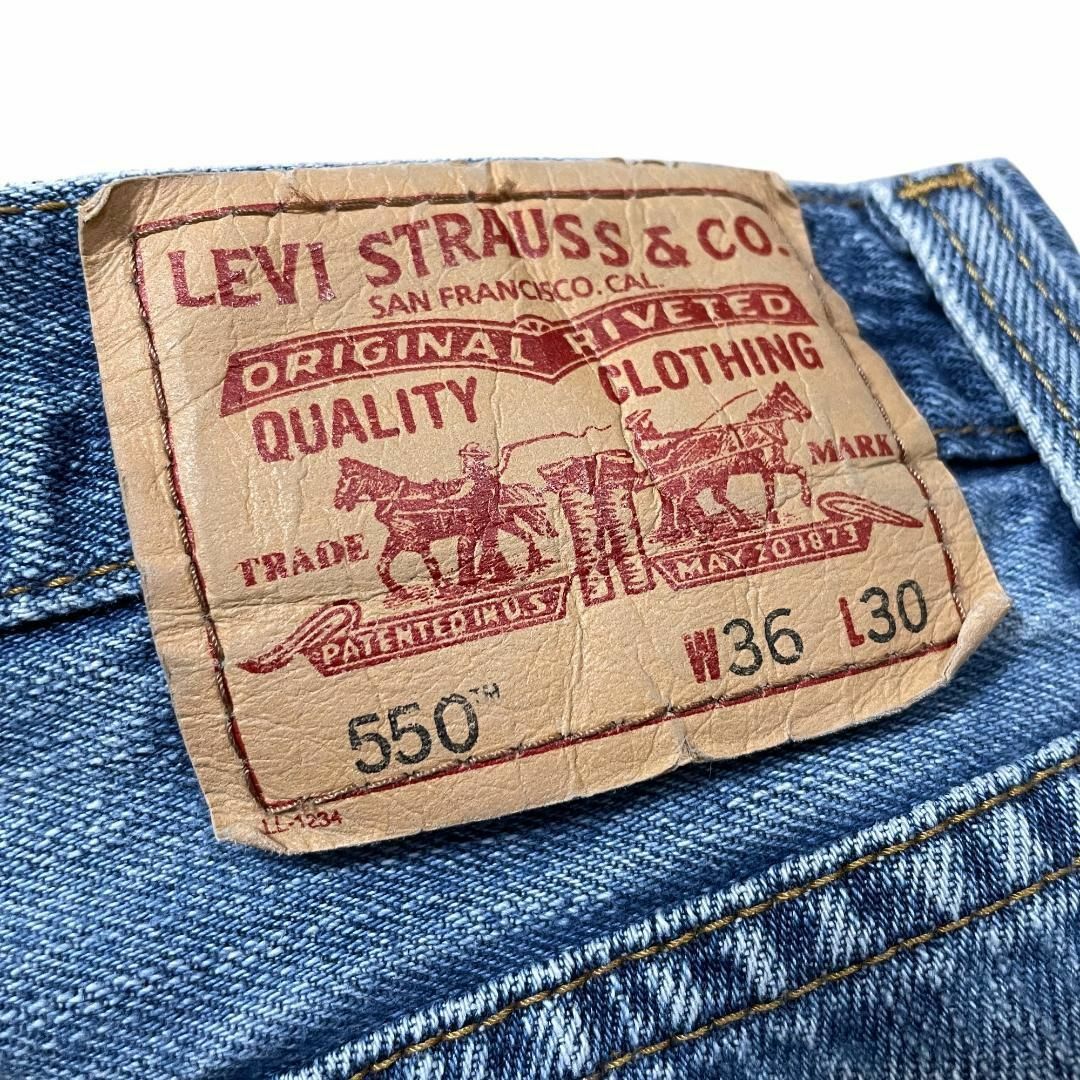 LEVI STRAUSS & CO.
SAN FRANCISCO. CAL.
ORIGINAL RIVETED
QUALITY CLOTHING
TRADE MARK
PATENTED IN U.S. MAY 20 1873
550™ W36 L30
LL-1234